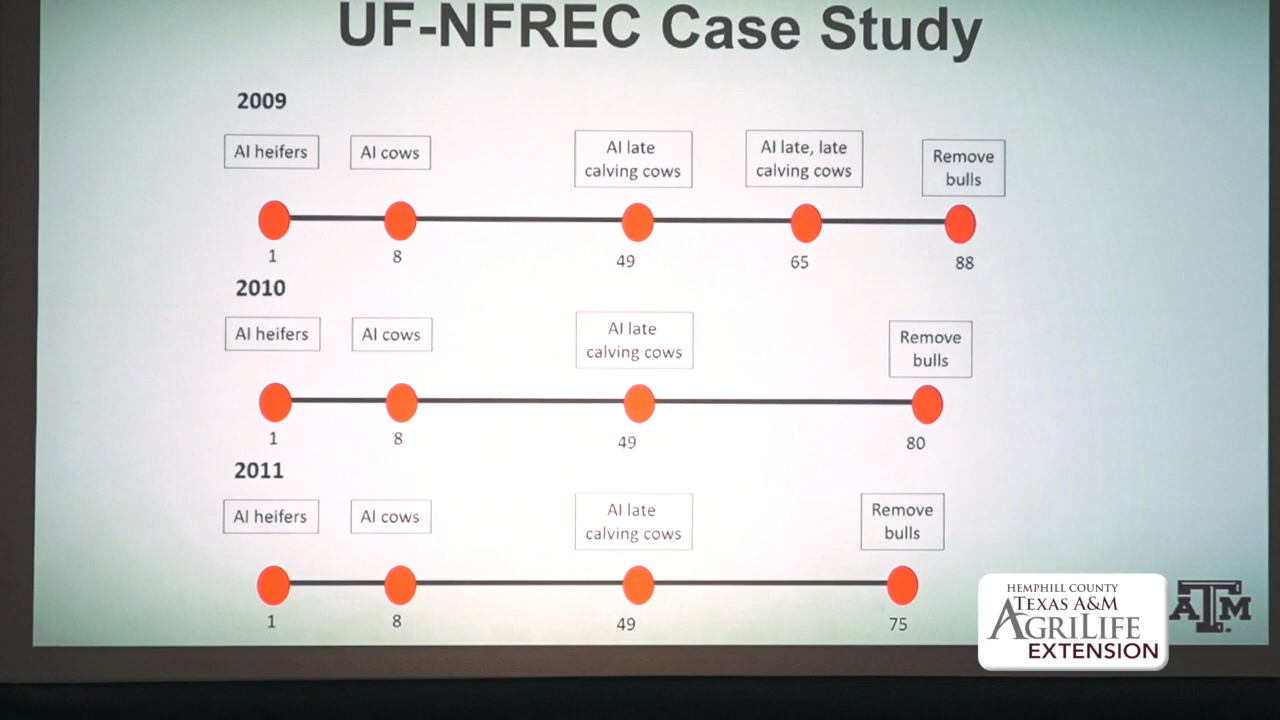 UF-NFREC Case Study
2009
AI heifers
AI cows
AI late
calving cows
AI late, late
calving cows
Remove
bulls
1
8
49
65
88
2010
AI heifers
AI cows
AI late
calving cows
Remove
bulls
1
8
49
80
2011
AI heifers
AI cows
AI late
calving cows
Remove
bulls
1
8
49
75
HEMPHILL COUNTY
TEXAS A&M
AGRILIFE
EXTENSION
ATM